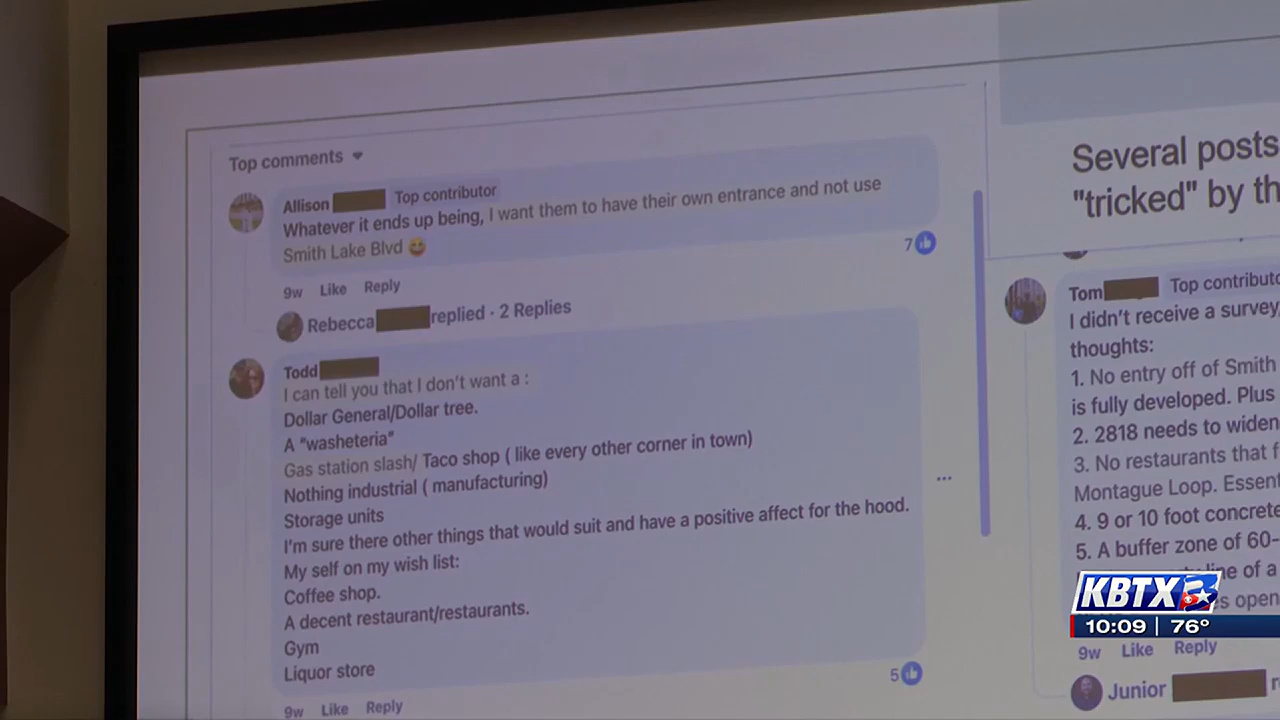 Top comments
Allison Top contributor
Whatever it ends up being, I want them to have their own entrance and not use
Smith Lake Blvd
7
9w Like Reply
Rebecca replied · 2 Replies
Todd
I can tell you that I don't want a :
Dollar General/Dollar tree.
A "washeteria"
Gas station slash/ Taco shop ( like every other corner in town)
Nothing industrial ( manufacturing)
Storage units
I'm sure there other things that would suit and have a positive affect for the hood.
My self on my wish list:
Coffee shop.
A decent restaurant/restaurants.
Gym
Liquor store
5
9w Like Reply
Several posts
"tricked" by th
Tom Top contributo
I didn't receive a survey,
thoughts:
1. No entry off of Smith
is fully developed. Plus
2. 2818 needs to widen
3. No restaurants that f
Montague Loop. Essent
4. 9 or 10 foot concrete
5. A buffer zone of 60-
line of a
es open
9w Like Reply
Junior
KBTX 3
10:09 | 76°